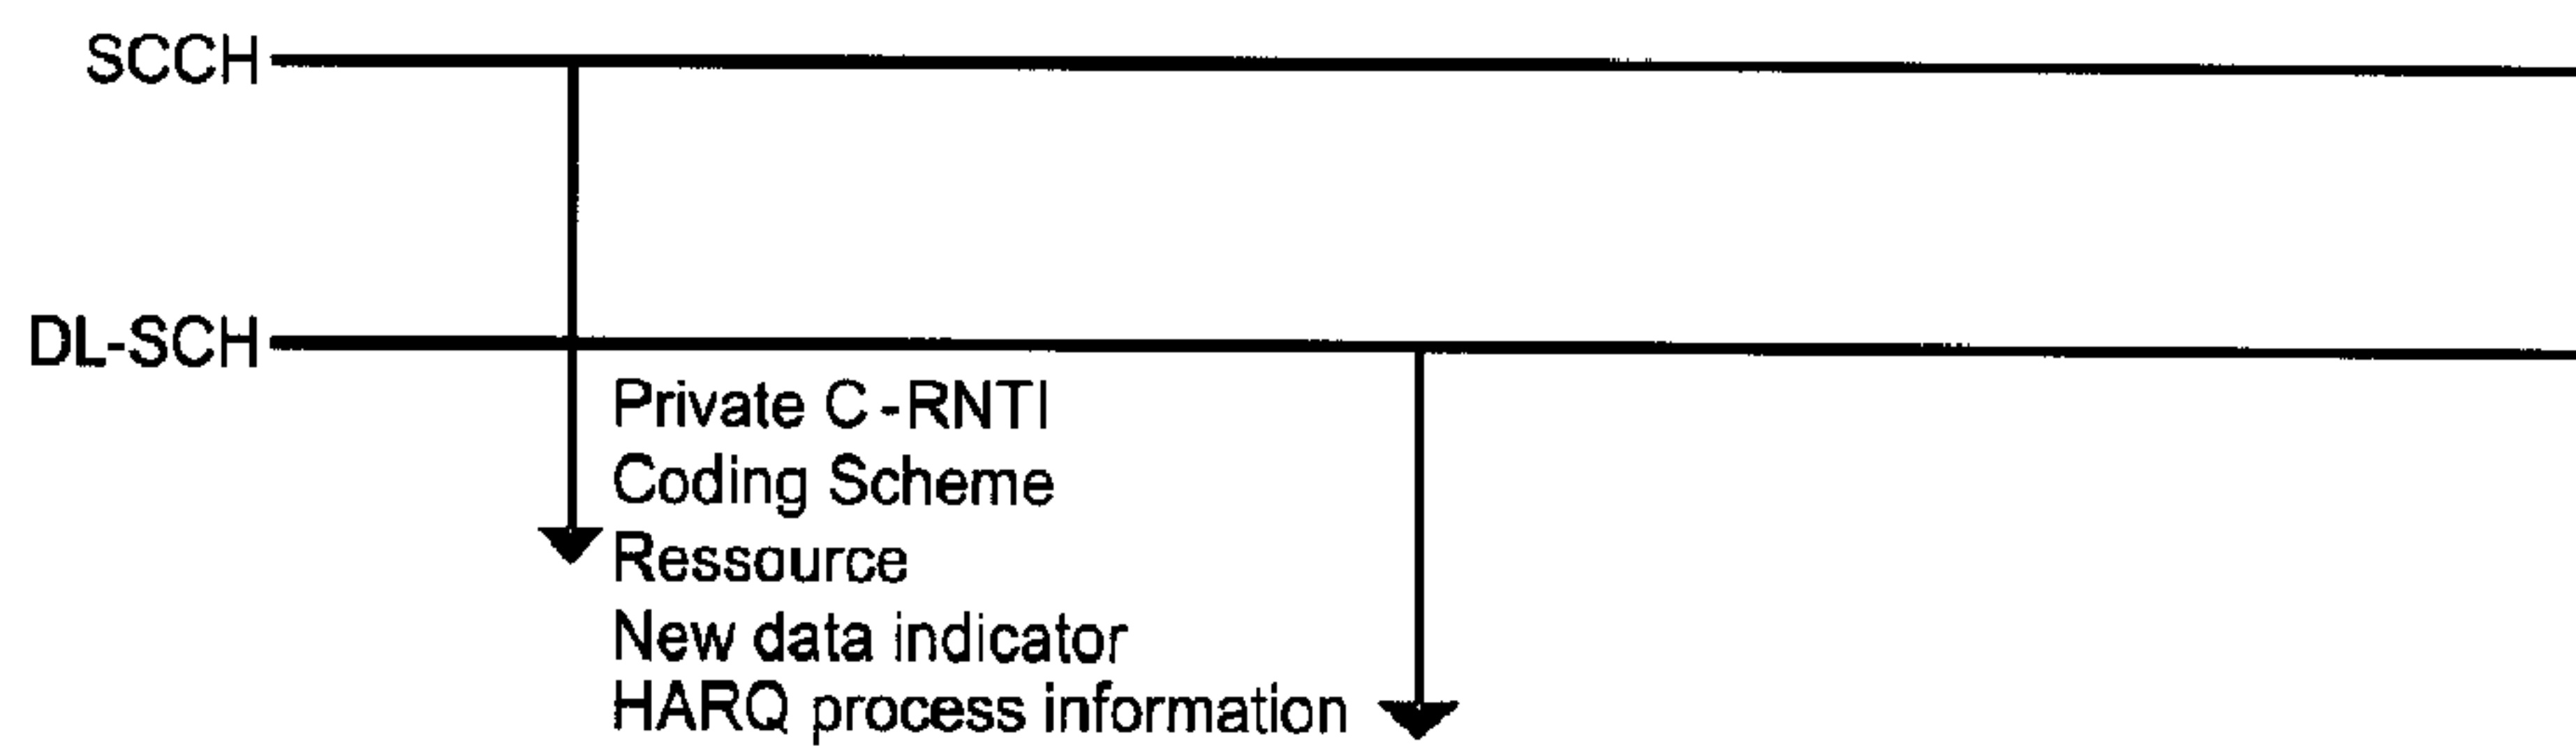 SCCH
DL-SCH
Private C-RNTI
Coding Scheme
Ressource
New data indicator
HARQ process information